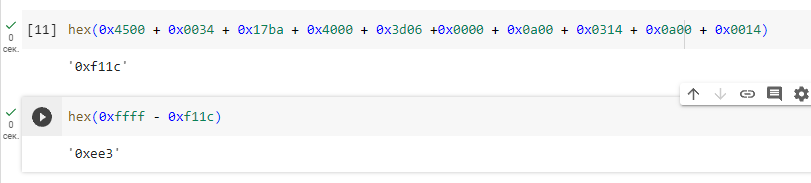 [11] hex(0x4500 + 0x0034 + 0x17ba + 0x4000 + 0x3d06 +0x0000 + 0x0a00 + 0x0314 + 0x0a00 + 0x0014)
0
сек.
'0xf11c'
hex(0xffff - 0xf11c)
0
сек.
'0xee3'